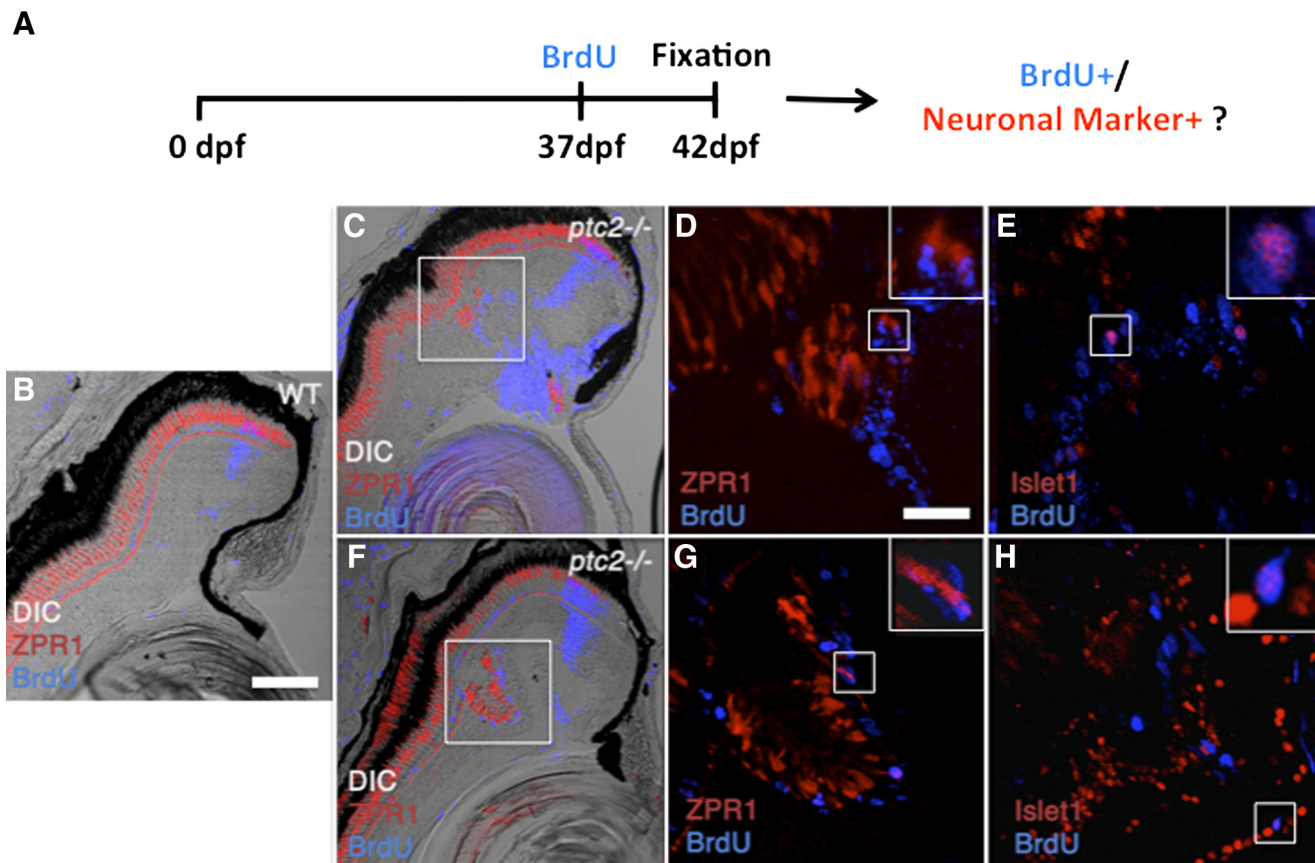 A
BrdU
Fixation
0 dpf
37dpf
42dpf
BrdU+/
Neuronal Marker+ ?
B
WT
DIC
ZPR1
BrdU
C
ptc2-/-
DIC
ZPR1
BrdU
D
ZPR1
BrdU
E
Islet1
BrdU
F
ptc2-/-
DIC
ZPR1
BrdU
G
ZPR1
BrdU
H
Islet1
BrdU